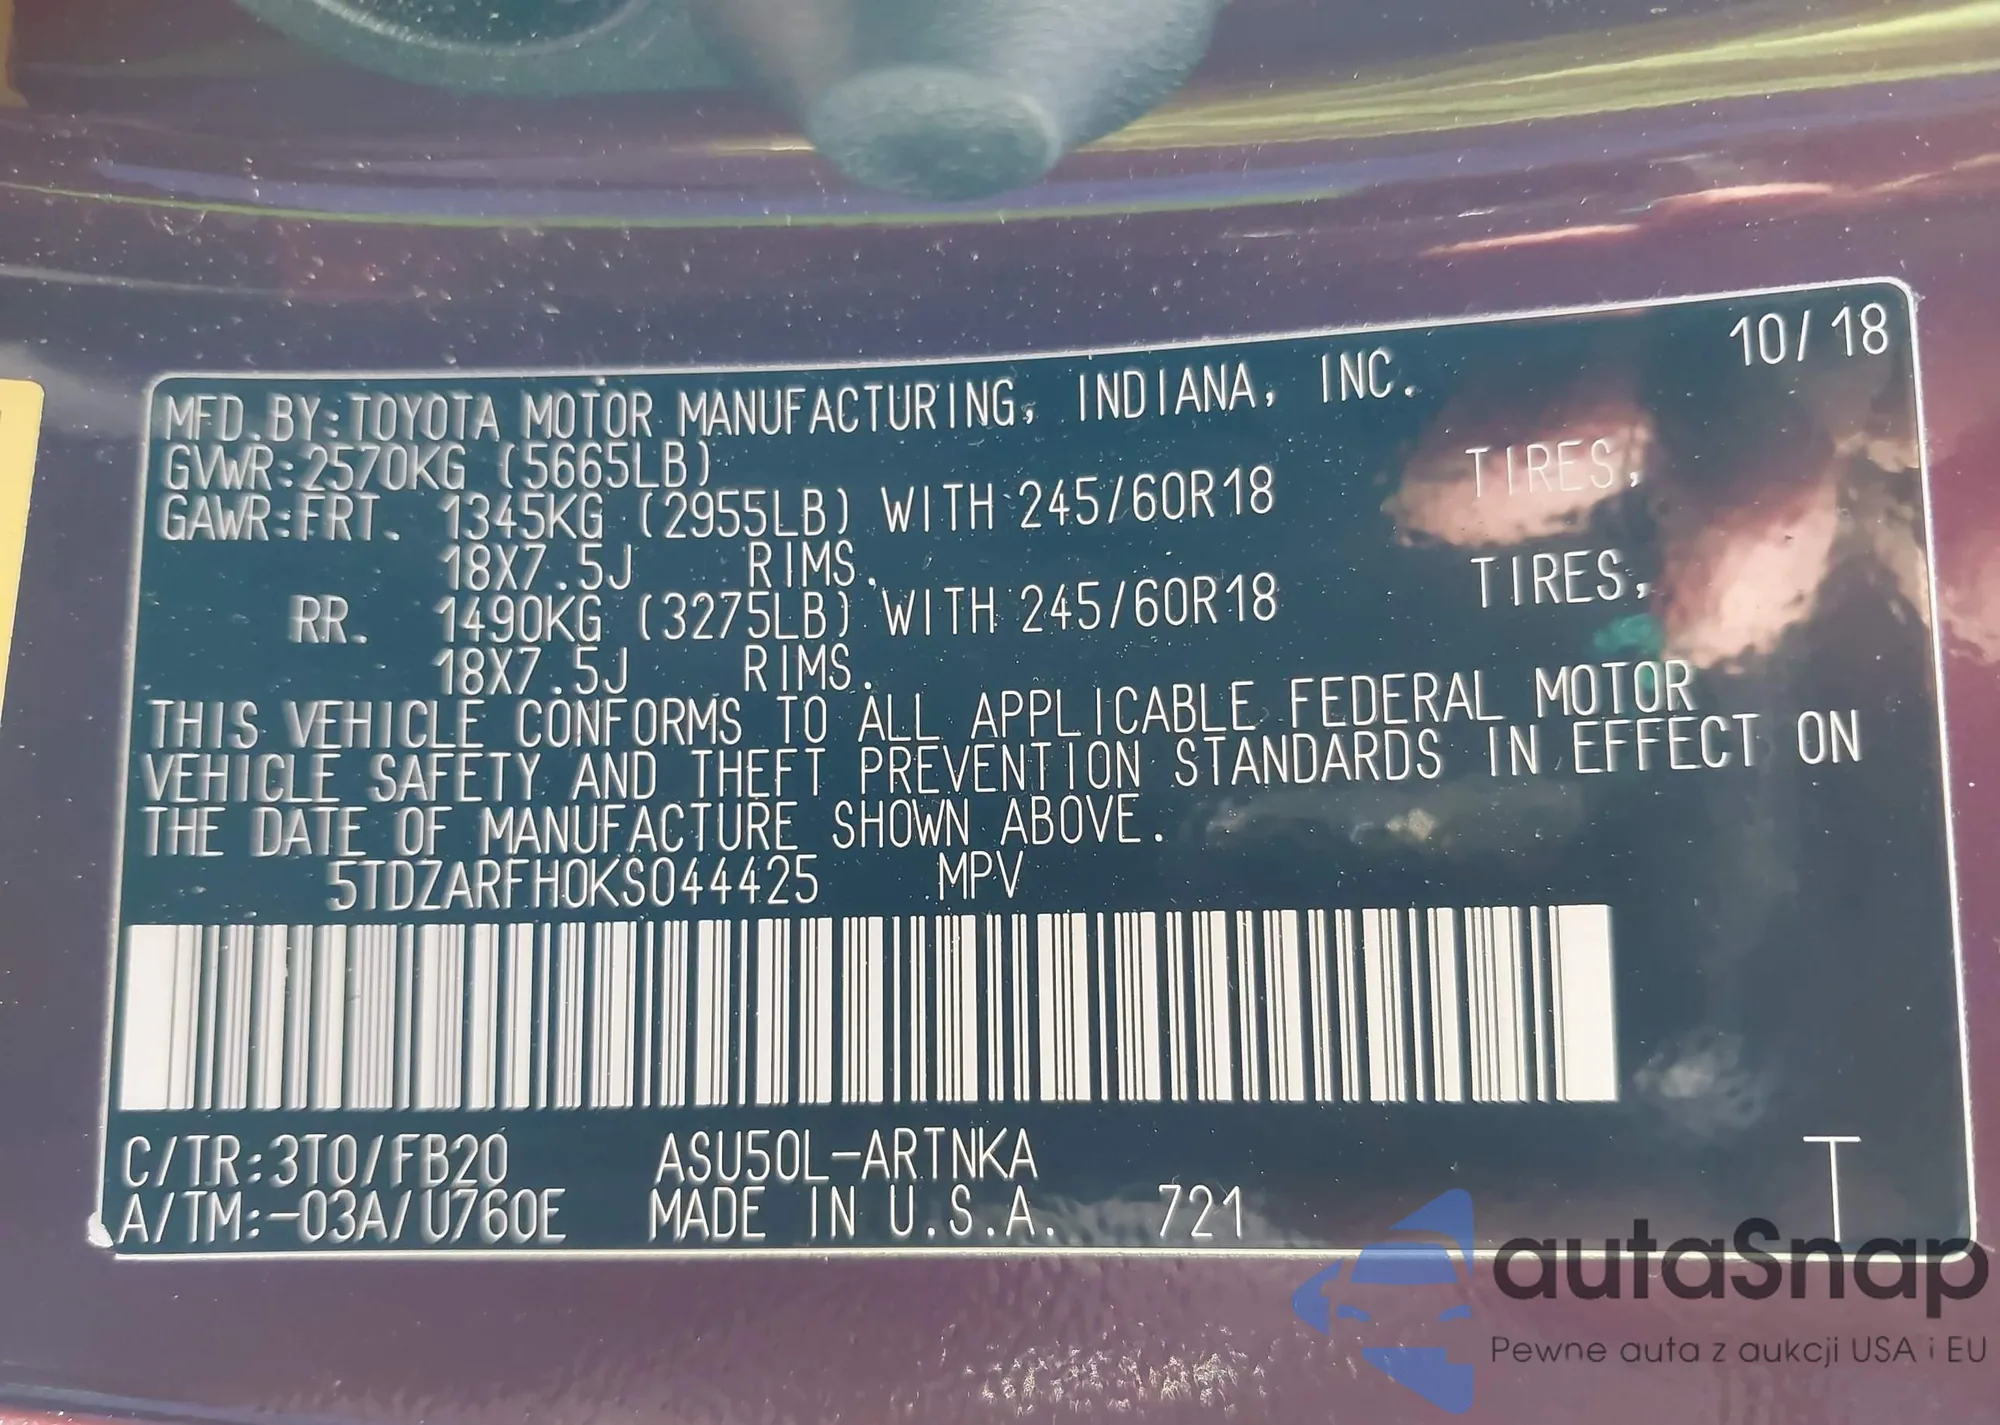 10/18
MFD.BY:TOYOTA MOTOR MANUFACTURING, INDIANA, INC.
GVWR:2570KG (5665LB)
GAWR:FRT. 1345KG (2955LB) WITH 245/60R18 TIRES,
18X7.5J RIMS.
RR. 1490KG (3275LB) WITH 245/60R18 TIRES,
18X7.5J RIMS.
THIS VEHICLE CONFORMS TO ALL APPLICABLE FEDERAL MOTOR
VEHICLE SAFETY AND THEFT PREVENTION STANDARDS IN EFFECT ON
THE DATE OF MANUFACTURE SHOWN ABOVE.
5TDZARFH0KS044425 MPV
C/TR:3T0/FB20 ASU50L-ARTNKA
A/TM:-03A/U760E MADE IN U.S.A. 721
T
autaSnap
Pewne auta z aukcji USA i EU